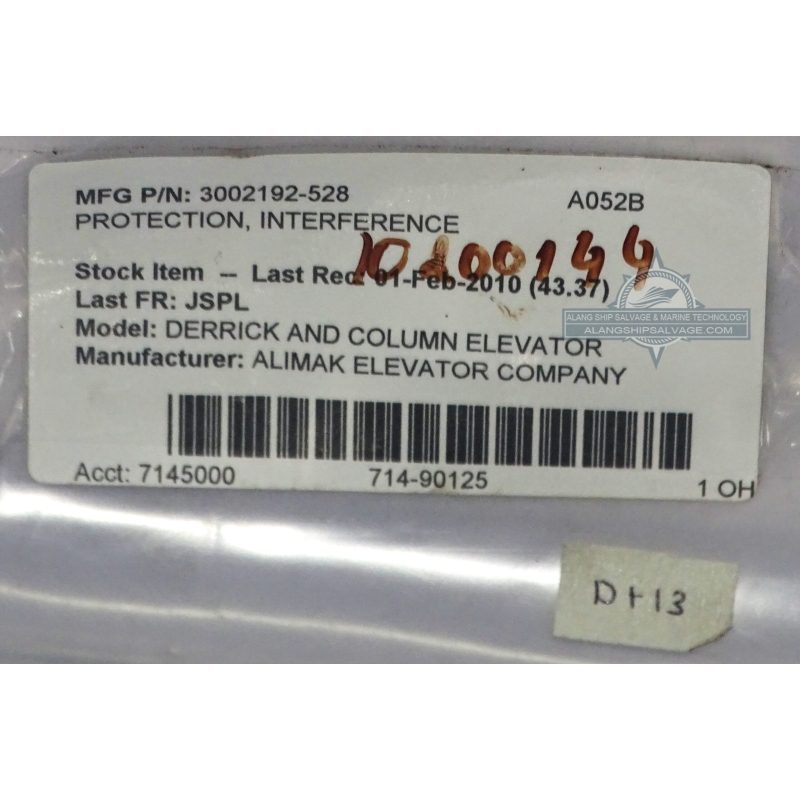 MFG P/N: 3002192-528 A052B
PROTECTION, INTERFERENCE
10200144
Stock Item -- Last Rec: 01-Feb-2010 (43.37)
Last FR: JSPL
ALANG SHIP SALVAGE & MARINE TECHNOLOGY
ALANGSHIPSALVAGE.COM
Model: DERRICK AND COLUMN ELEVATOR
Manufacturer: ALIMAK ELEVATOR COMPANY
Acct: 7145000 714-90125 1 OH
D+13